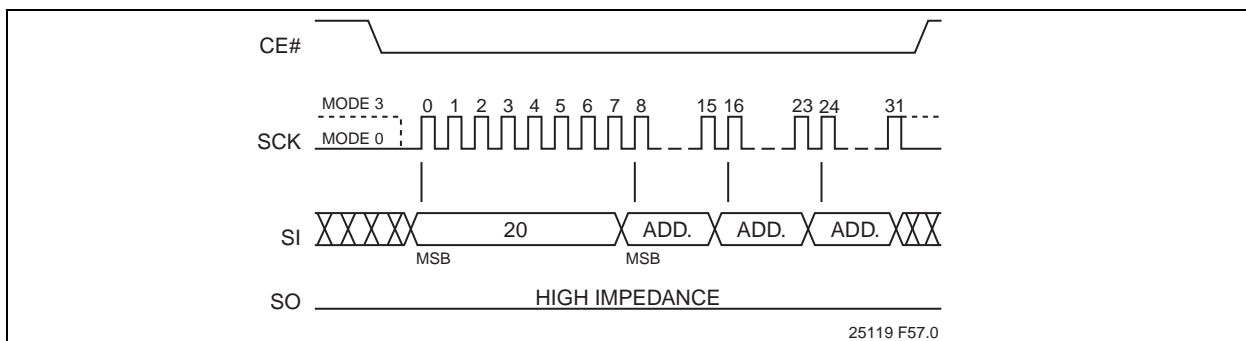 CE#
MODE 3
0 1 2 3 4 5 6 7 8 15 16 23 24 31
SCK MODE 0
SI 20 ADD. ADD. ADD.
MSB MSB
SO HIGH IMPEDANCE
25119 F57.0